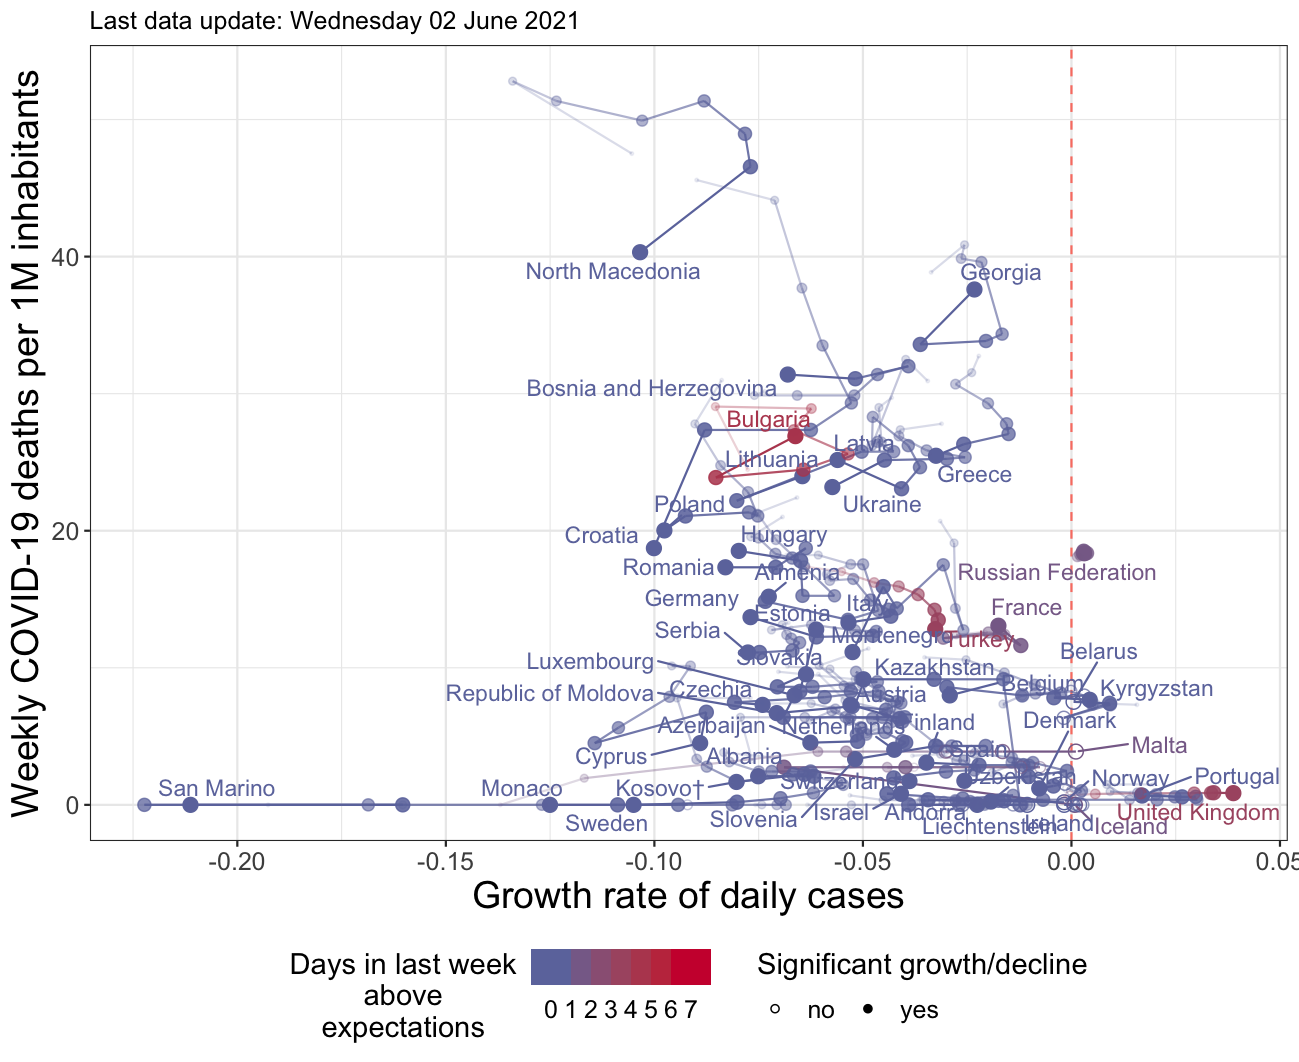 Last data update: Wednesday 02 June 2021
Weekly COVID-19 deaths per 1M inhabitants
40
20
0
North Macedonia
Georgia
Bosnia and Herzegovina
Bulgaria
Latvia
Lithuania
Greece
Poland
Ukraine
Croatia
Hungary
Romania
Armenia
Russian Federation
Germany
Estonia
Italy
France
Serbia
Montenegro
Turkey
Slovakia
Belarus
Luxembourg
Kazakhstan
Republic of Moldova
Czechia
Austria
Belgium
Kyrgyzstan
Azerbaijan
Netherlands
Finland
Denmark
Cyprus
Albania
Spain
Malta
San Marino
Monaco
Kosovo†
Switzerland
Uzbekistan
Norway
Portugal
Sweden
Slovenia
Israel
Andorra
Liechtenstein
Ireland
Iceland
United Kingdom
-0.20
-0.15
-0.10
-0.05
0.00
0.05
Growth rate of daily cases
Days in last week
above
expectations
0 1 2 3 4 5 6 7
Significant growth/decline
no
yes